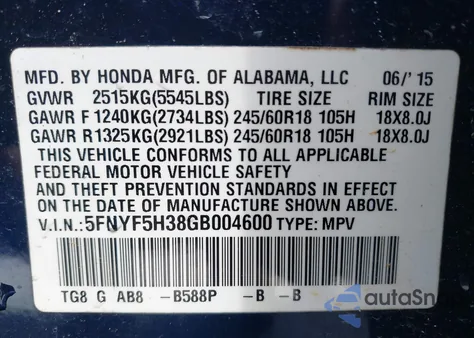 MFD. BY HONDA MFG. OF ALABAMA, LLC 06/'15
GVWR 2515KG(5545LBS) TIRE SIZE RIM SIZE
GAWR F 1240KG(2734LBS) 245/60R18 105H 18X8.0J
GAWR R1325KG(2921LBS) 245/60R18 105H 18X8.0J
THIS VEHICLE CONFORMS TO ALL APPLICABLE
FEDERAL MOTOR VEHICLE SAFETY
AND THEFT PREVENTION STANDARDS IN EFFECT
ON THE DATE OF MANUFACTURE SHOWN ABOVE.
V.I.N.: 5FNYF5H38GB004600 TYPE: MPV
TG8 G AB8 -B588P -B -B
autaSn